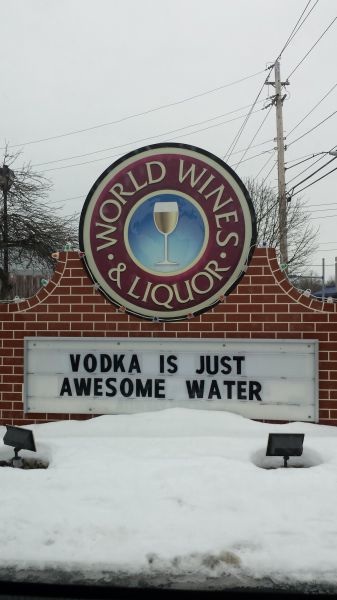 WORLD WINES
& LIQUOR
VODKA IS JUST
AWESOME WATER